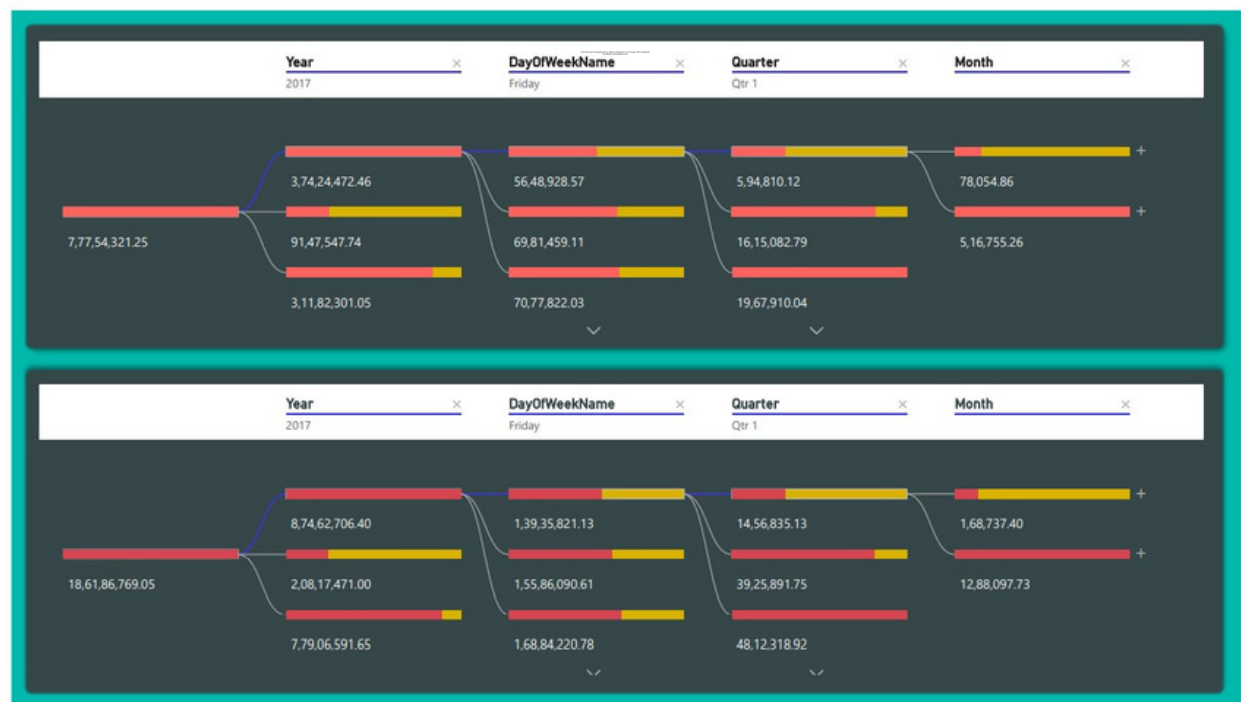 Year × DayOfWeekName × Quarter × Month ×
2017 Friday Qtr 1
3,74,24,472.46 56,48,928.57 5,94,810.12 78,054.86
7,77,54,321.25 91,47,547.74 69,81,459.11 16,15,082.79 5,16,755.26
3,11,82,301.05 70,77,822.03 19,67,910.04
Year × DayOfWeekName × Quarter × Month ×
2017 Friday Qtr 1
8,74,62,706.40 1,39,35,821.13 14,56,835.13 1,68,737.40
18,61,86,769.05 2,08,17,471.00 1,55,86,090.61 39,25,891.75 12,88,097.73
7,79,06,591.65 1,68,84,220.78 48,12,318.92